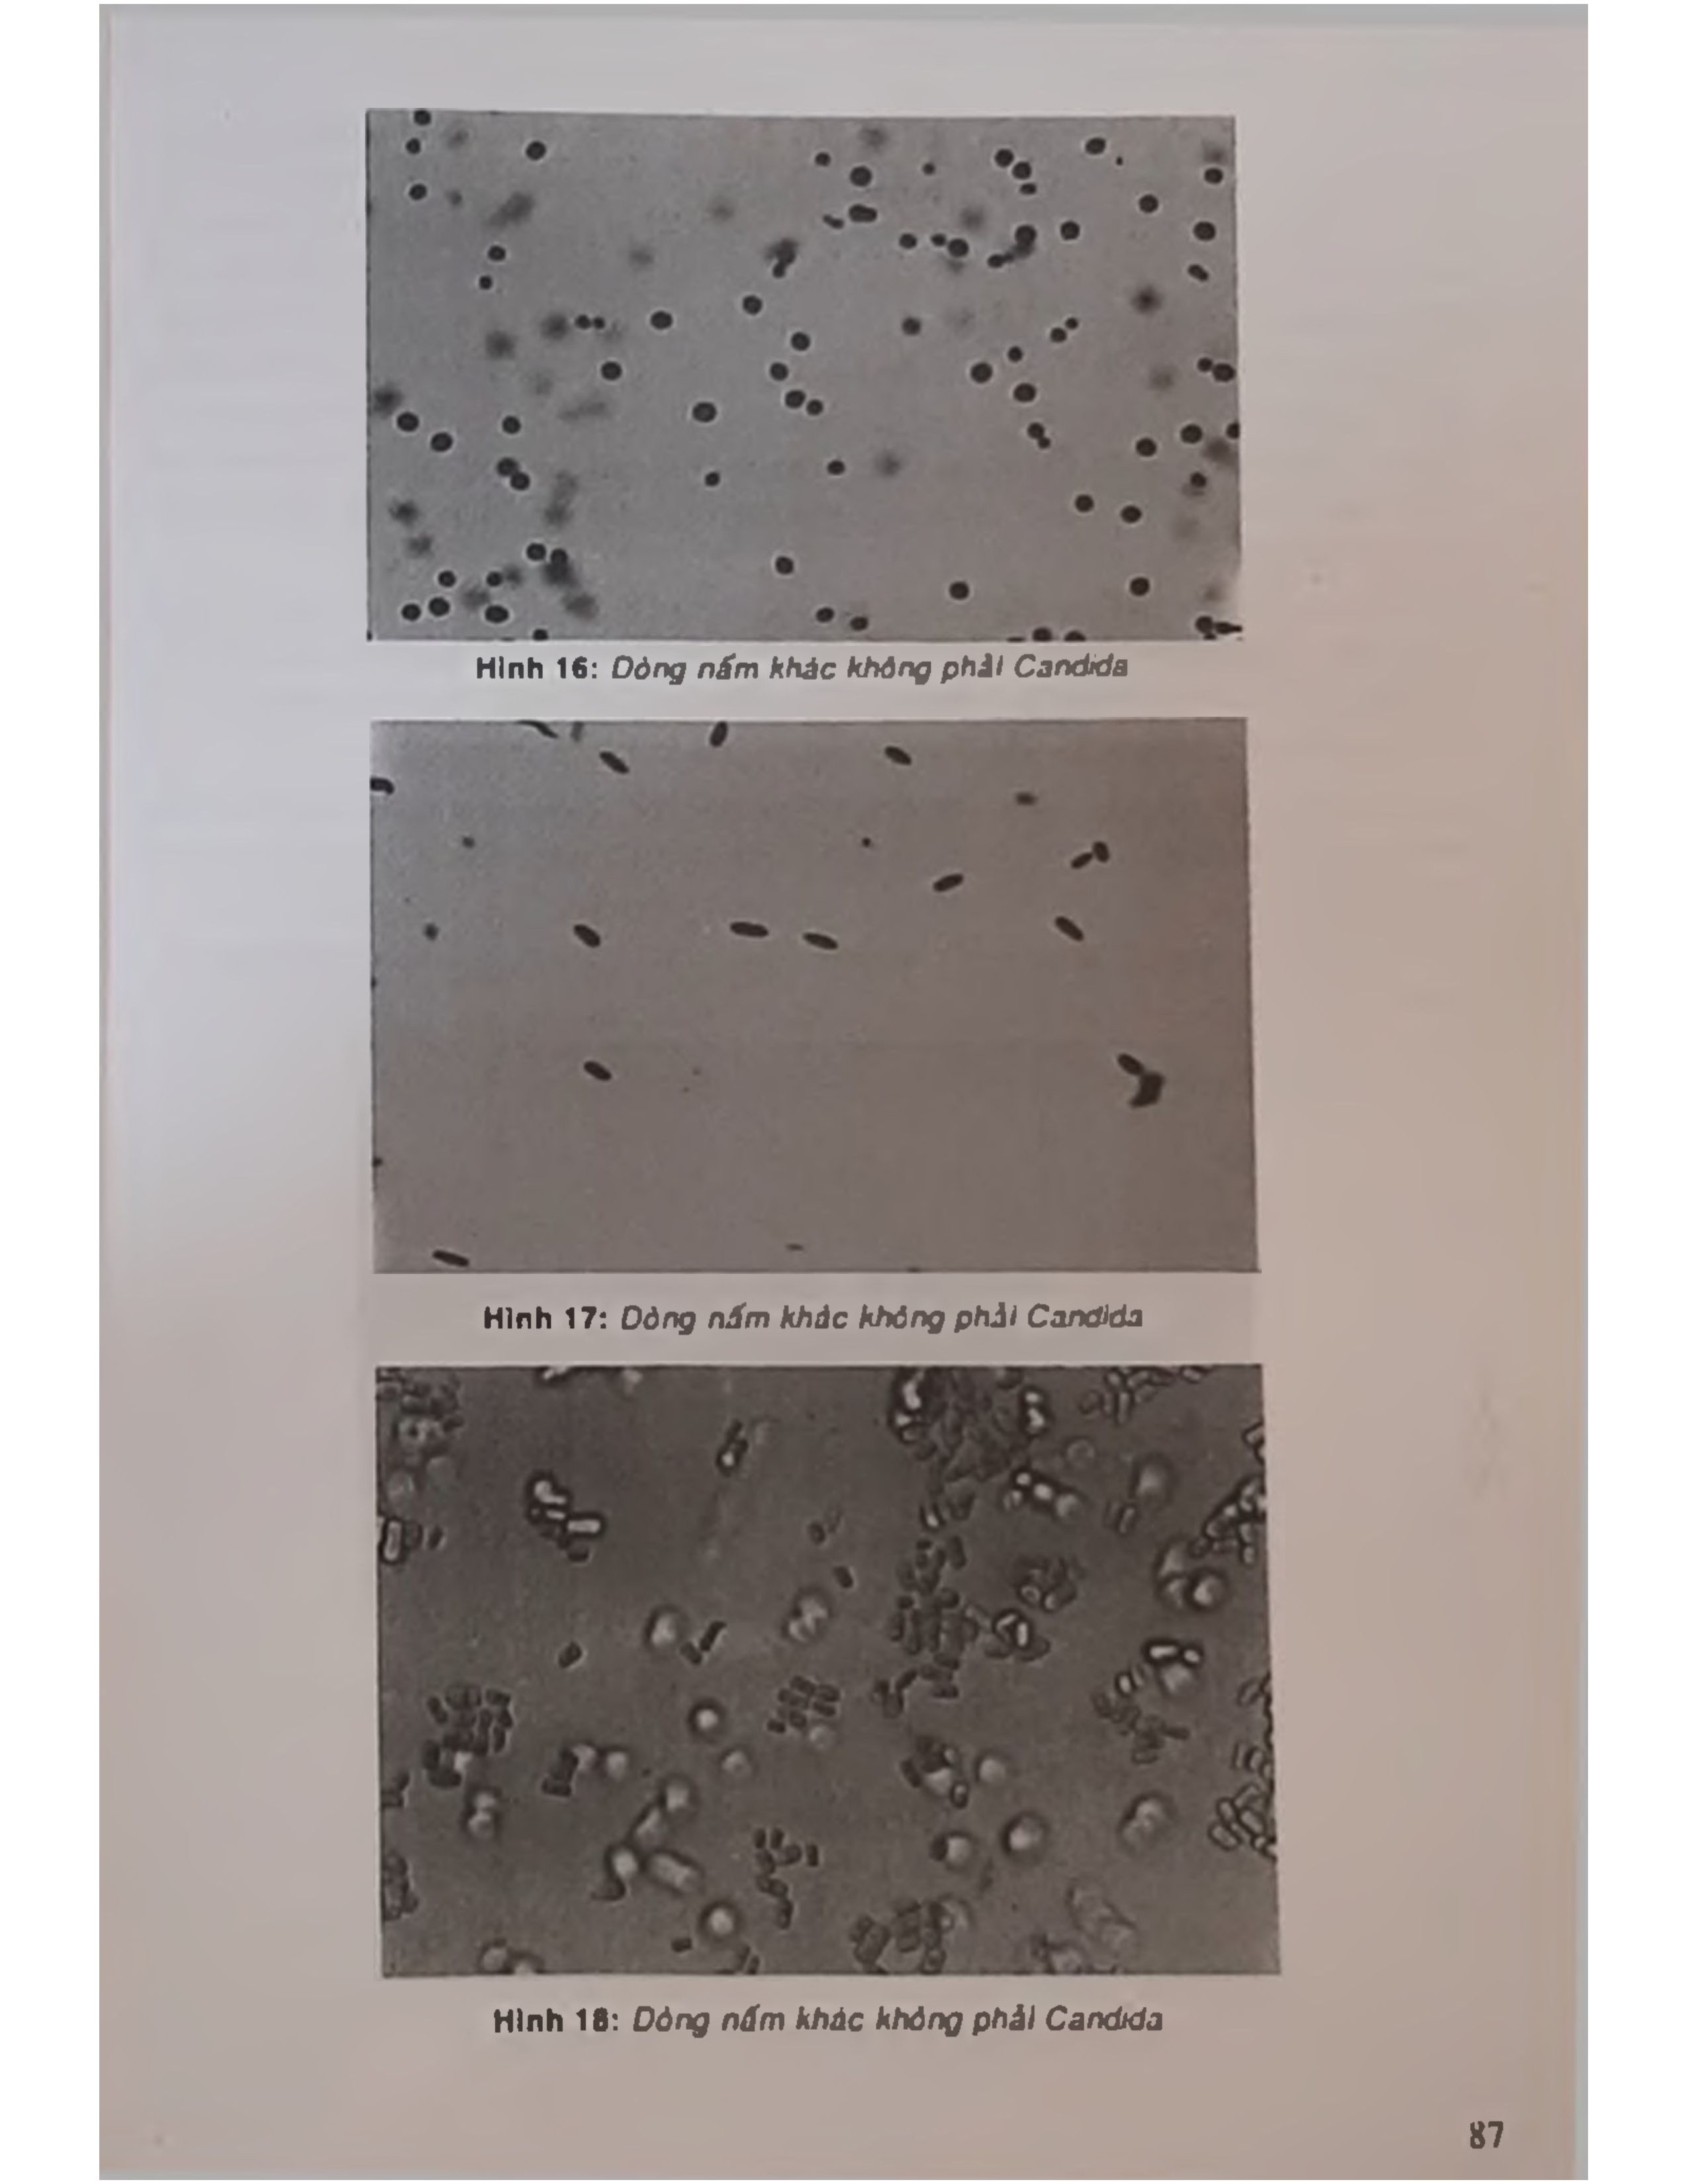 Hình 16: Dòng nấm khác không phải Candida
Hình 17: Dòng nấm khác không phải Candida
Hình 18: Dòng nấm khác không phải Candida
87